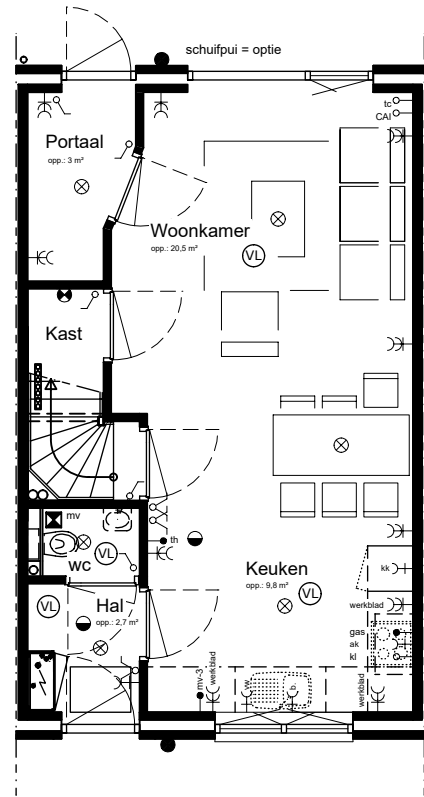 schuifpui = optie
tc
CAI
Portaal
opp.: 3 m²
Woonkamer
opp.: 20,5 m²
VL
Kast
mv
th
VL
wc
Keuken
opp.: 9,8 m²
VL
kk
VL
Hal
opp.: 2,7 m²
werkblad
gas
ak
kl
mv-3
werkblad
vw
b.
werkblad